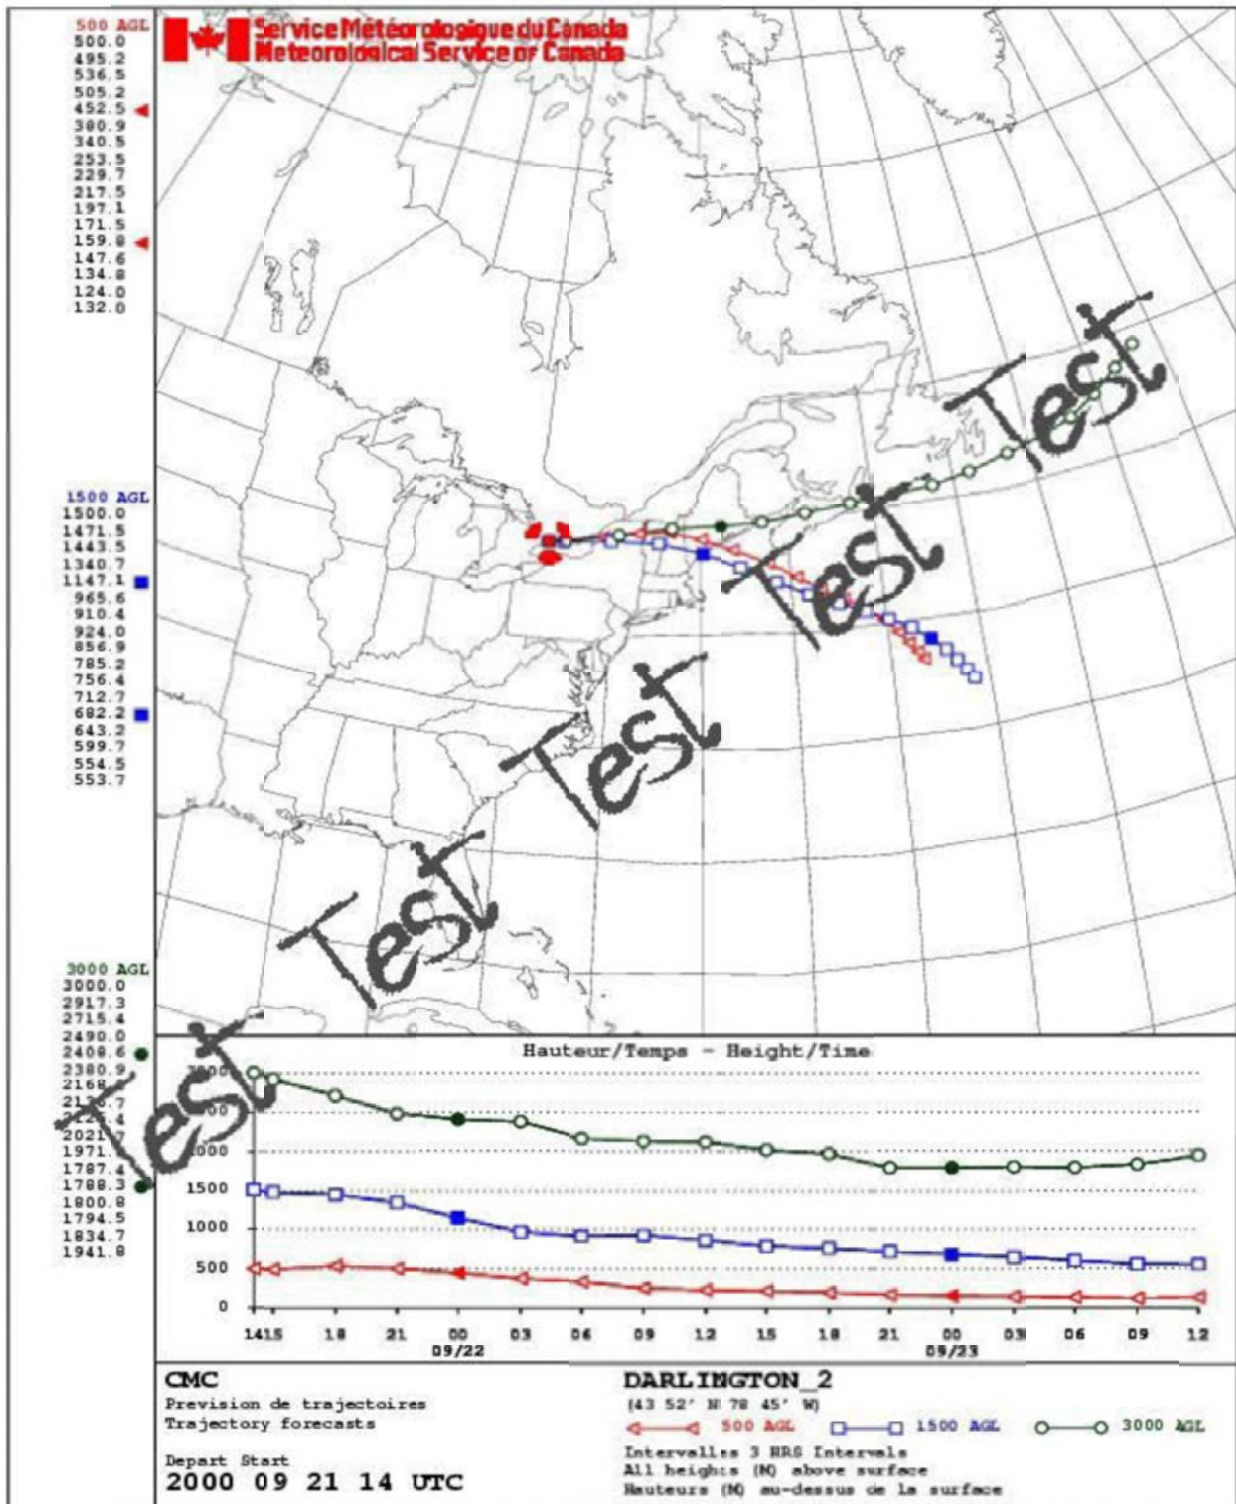 500 AGL
500.0
495.2
536.5
505.2
452.5
380.9
340.5
253.5
229.7
217.5
197.1
171.5
159.8
147.6
134.8
124.0
132.0
Service Météorologique du Canada
Meteorological Service of Canada
1500 AGL
1500.0
1471.5
1443.5
1340.7
1147.1
965.6
910.4
924.0
856.9
785.2
756.4
712.7
682.2
643.2
599.7
554.5
553.7
3000 AGL
3000.0
2917.3
2715.4
2490.0
2408.6
2380.9
1787.4
1788.3
1800.8
1794.5
1834.7
1941.8
Test
Test
Test
Test
Test
Hauteur/Temps - Height/Time
1500
1000
500
0
14 15 18 21 00 03 06 09 12 15 18 21 00 03 06 09 12
09/22 09/23
CMC
Prevision de trajectoires
Trajectory forecasts
Depart Start
2000 09 21 14 UTC
DARLINGTON_2
(43 52' N 78 45' W)
500 AGL 1500 AGL 3000 AGL
Intervalles 3 HRS Intervals
All heights (M) above surface
Hauteurs (M) au-dessus de la surface